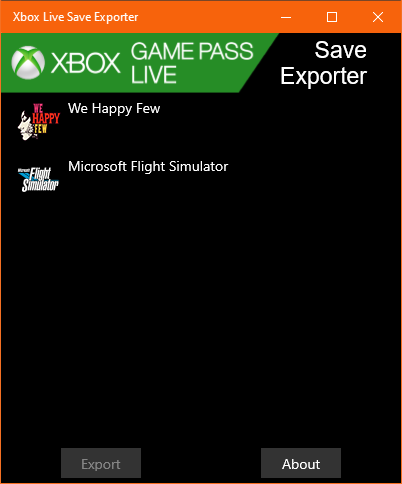 Xbox Live Save Exporter
XBOX
GAME PASS
LIVE
Save
Exporter
WE
HAPPY
FEW
We Happy Few
Microsoft
Flight
Simulator
Microsoft Flight Simulator
Export
About